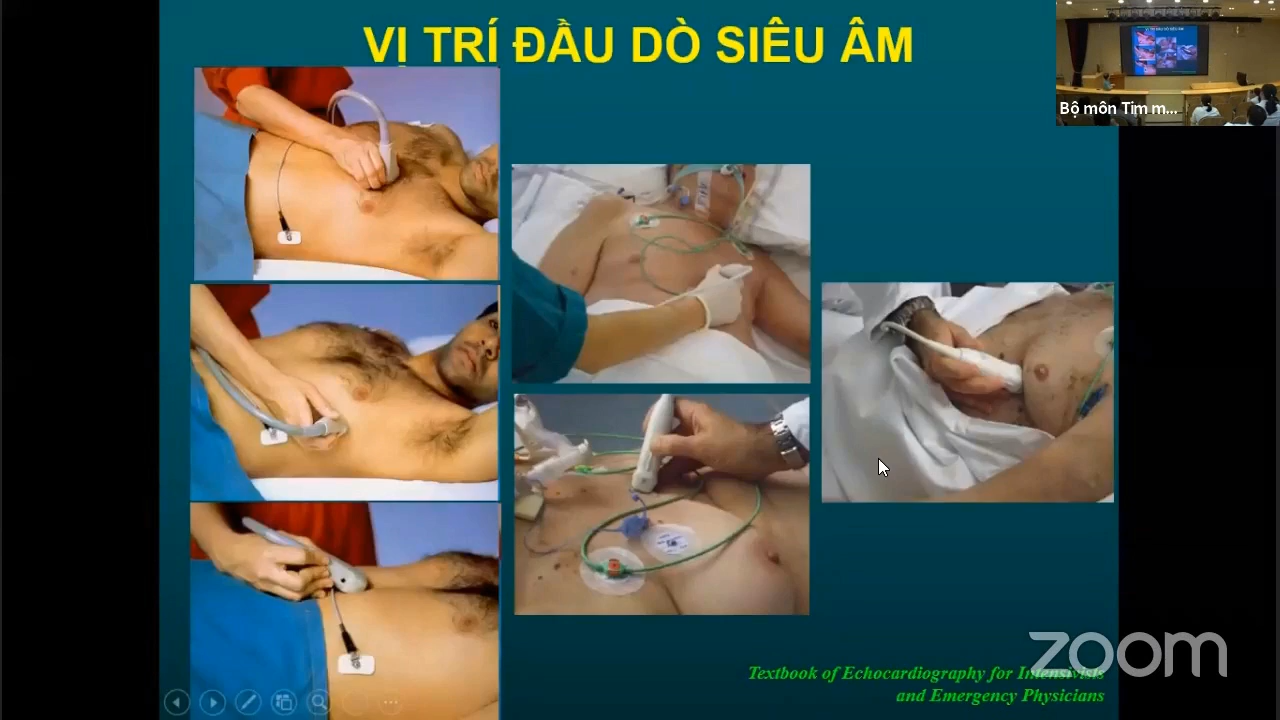 VỊ TRÍ ĐẦU DÒ SIÊU ÂM
Bộ môn Tim m...
Textbook of Echocardiography for Intensivists
and Emergency Physicians
zoom